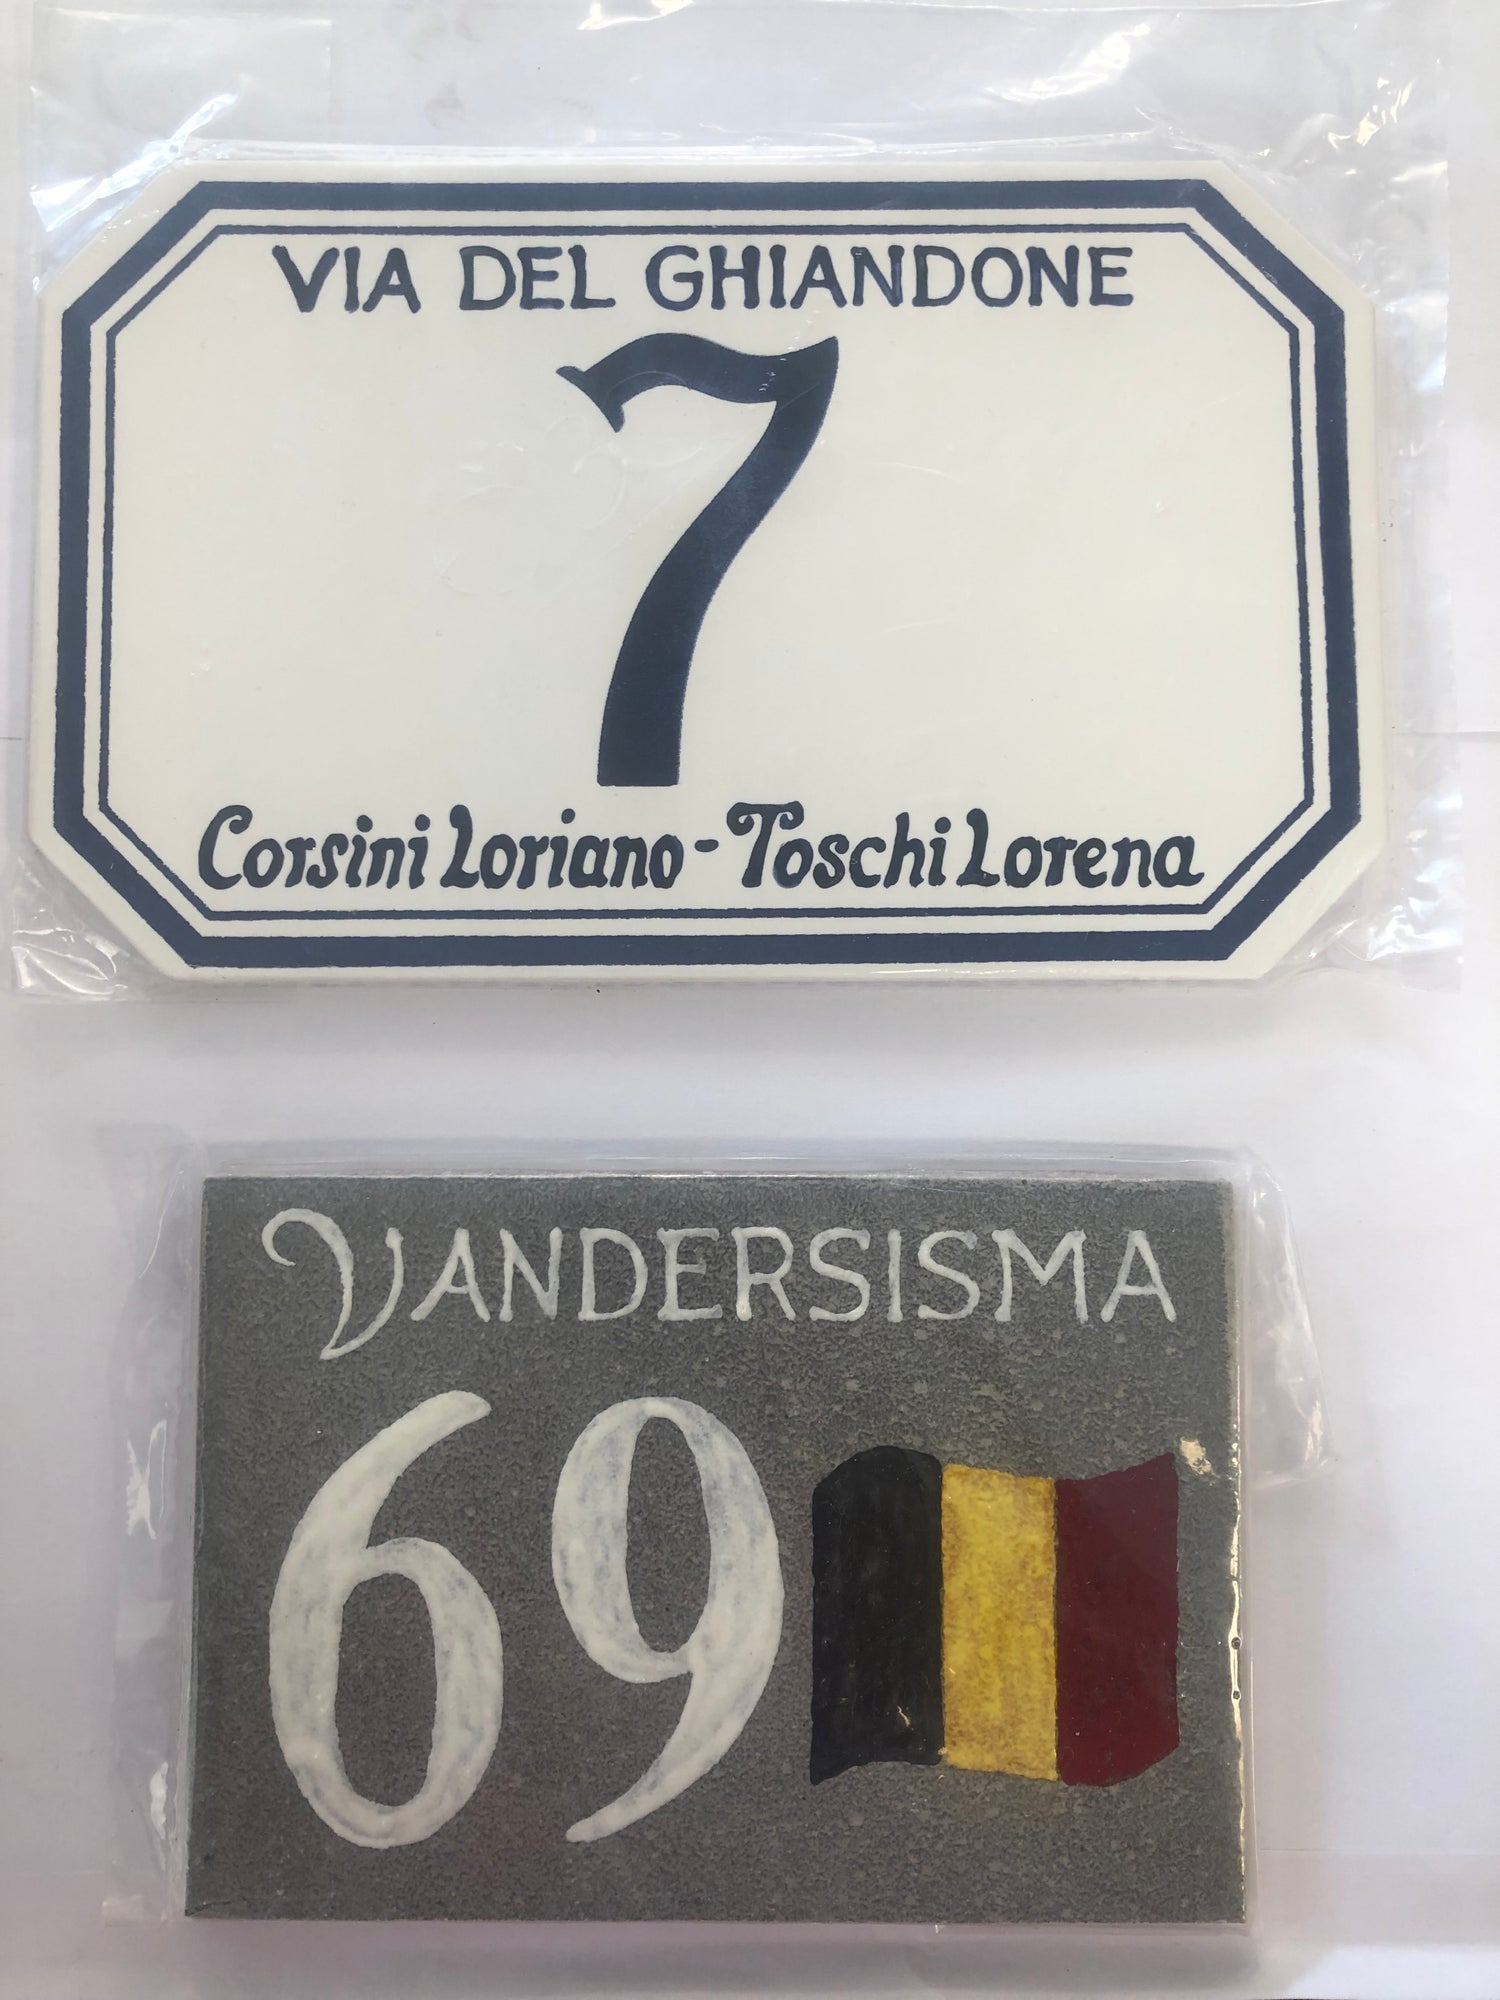 VIA DEL GHIANDONE
7
Corsini Loriano - Toschi Lorena
VANDERSISMA
69